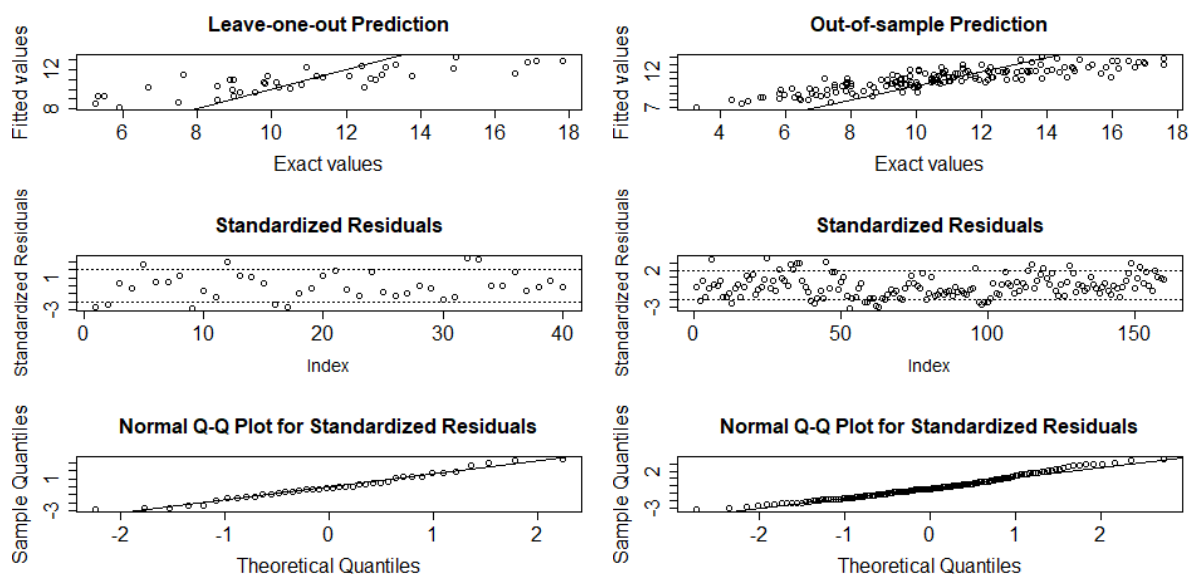 Leave-one-out Prediction
Fitted values
8 12
6 8 10 12 14 16 18
Exact values
Out-of-sample Prediction
Fitted values
7 12
4 6 8 10 12 14 16 18
Exact values
Standardized Residuals
Standardized Residuals
-3 1
0 10 20 30 40
Index
Standardized Residuals
Standardized Residuals
-3 2
0 50 100 150
Index
Normal Q-Q Plot for Standardized Residuals
Sample Quantiles
-3 1
-2 -1 0 1 2
Theoretical Quantiles
Normal Q-Q Plot for Standardized Residuals
Sample Quantiles
-3 2
-2 -1 0 1 2
Theoretical Quantiles